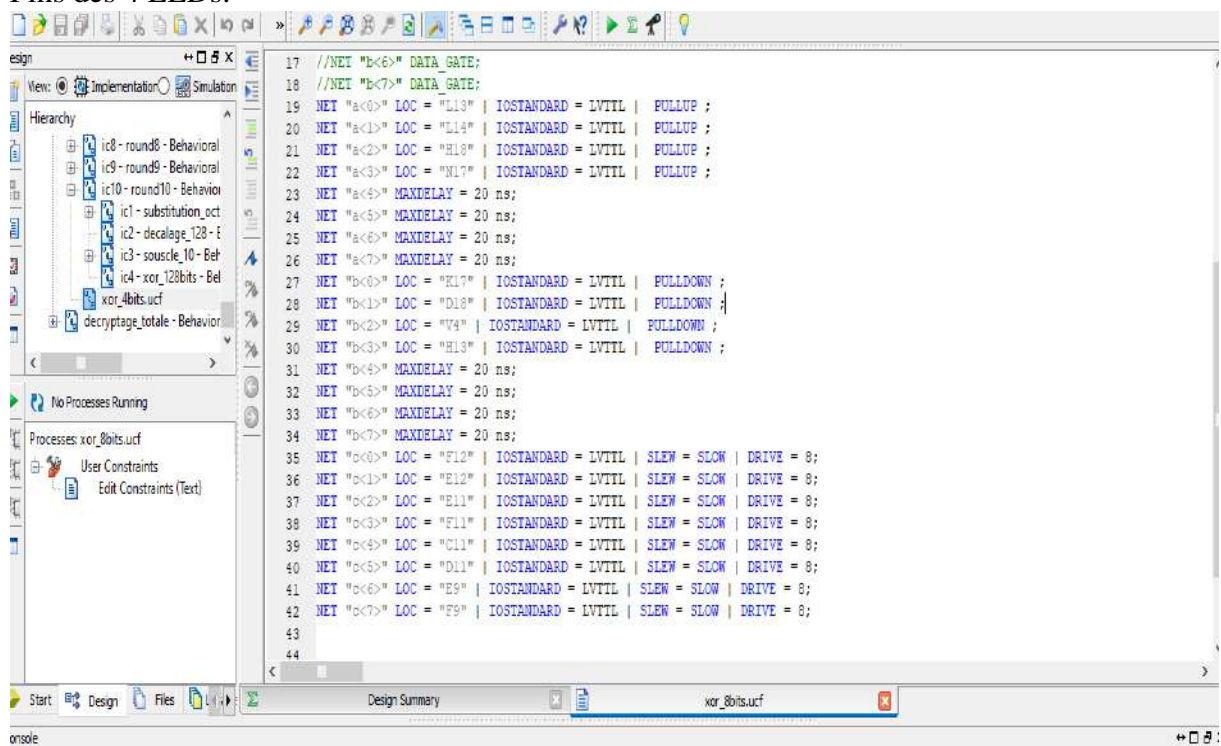 Pins des 4 LEDs.
»
esign
View: Implementation Simulation
Hierarchy
ic8 - round8 - Behavioral
ic9 - round9 - Behavioral
ic10 - round10 - Behavior
ic1 - substitution_oct
ic2 - decalage_128 - B
ic3 - souscle_10 - Beh
ic4 - xor_128bits - Bel
xor_4bits.ucf
decryptage_totale - Behavior
No Processes Running
Processes: xor_8bits.ucf
User Constraints
Edit Constraints (Text)
17 //NET "b<6>" DATA_GATE;
18 //NET "b<7>" DATA_GATE;
19 NET "a<0>" LOC = "L13" | IOSTANDARD = LVTTL | PULLUP ;
20 NET "a<1>" LOC = "L14" | IOSTANDARD = LVTTL | PULLUP ;
21 NET "a<2>" LOC = "H18" | IOSTANDARD = LVTTL | PULLUP ;
22 NET "a<3>" LOC = "N17" | IOSTANDARD = LVTTL | PULLUP ;
23 NET "a<4>" MAXDELAY = 20 ns;
24 NET "a<5>" MAXDELAY = 20 ns;
25 NET "a<6>" MAXDELAY = 20 ns;
26 NET "a<7>" MAXDELAY = 20 ns;
27 NET "b<0>" LOC = "K17" | IOSTANDARD = LVTTL | PULLDOWN ;
28 NET "b<1>" LOC = "D18" | IOSTANDARD = LVTTL | PULLDOWN ;
29 NET "b<2>" LOC = "V4" | IOSTANDARD = LVTTL | PULLDOWN ;
30 NET "b<3>" LOC = "H13" | IOSTANDARD = LVTTL | PULLDOWN ;
31 NET "b<4>" MAXDELAY = 20 ns;
32 NET "b<5>" MAXDELAY = 20 ns;
33 NET "b<6>" MAXDELAY = 20 ns;
34 NET "b<7>" MAXDELAY = 20 ns;
35 NET "c<0>" LOC = "F12" | IOSTANDARD = LVTTL | SLEW = SLOW | DRIVE = 8;
36 NET "c<1>" LOC = "E12" | IOSTANDARD = LVTTL | SLEW = SLOW | DRIVE = 8;
37 NET "c<2>" LOC = "E11" | IOSTANDARD = LVTTL | SLEW = SLOW | DRIVE = 8;
38 NET "c<3>" LOC = "F11" | IOSTANDARD = LVTTL | SLEW = SLOW | DRIVE = 8;
39 NET "c<4>" LOC = "C11" | IOSTANDARD = LVTTL | SLEW = SLOW | DRIVE = 8;
40 NET "c<5>" LOC = "D11" | IOSTANDARD = LVTTL | SLEW = SLOW | DRIVE = 8;
41 NET "c<6>" LOC = "E9" | IOSTANDARD = LVTTL | SLEW = SLOW | DRIVE = 8;
42 NET "c<7>" LOC = "F9" | IOSTANDARD = LVTTL | SLEW = SLOW | DRIVE = 8;
43
44
Start Design Files
Design Summary
xor_8bits.ucf
onsole